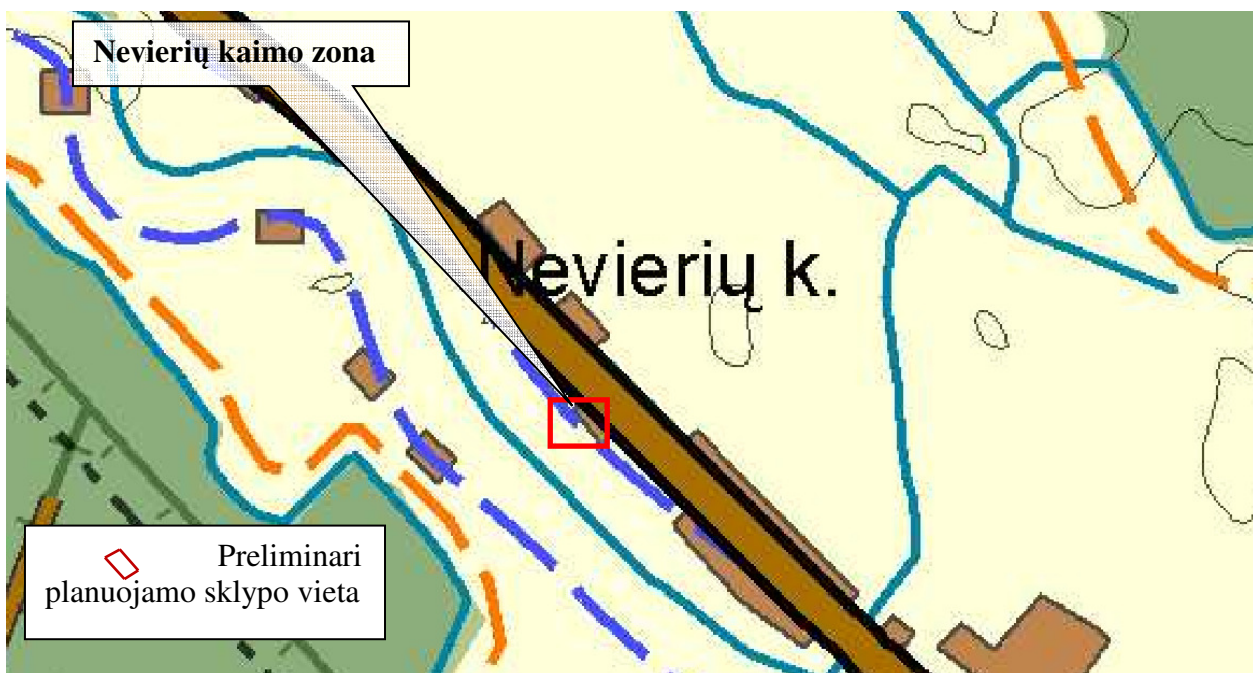 Nevierių kaimo zona
Nevierių k.
Preliminari
planuojamo sklypo vieta